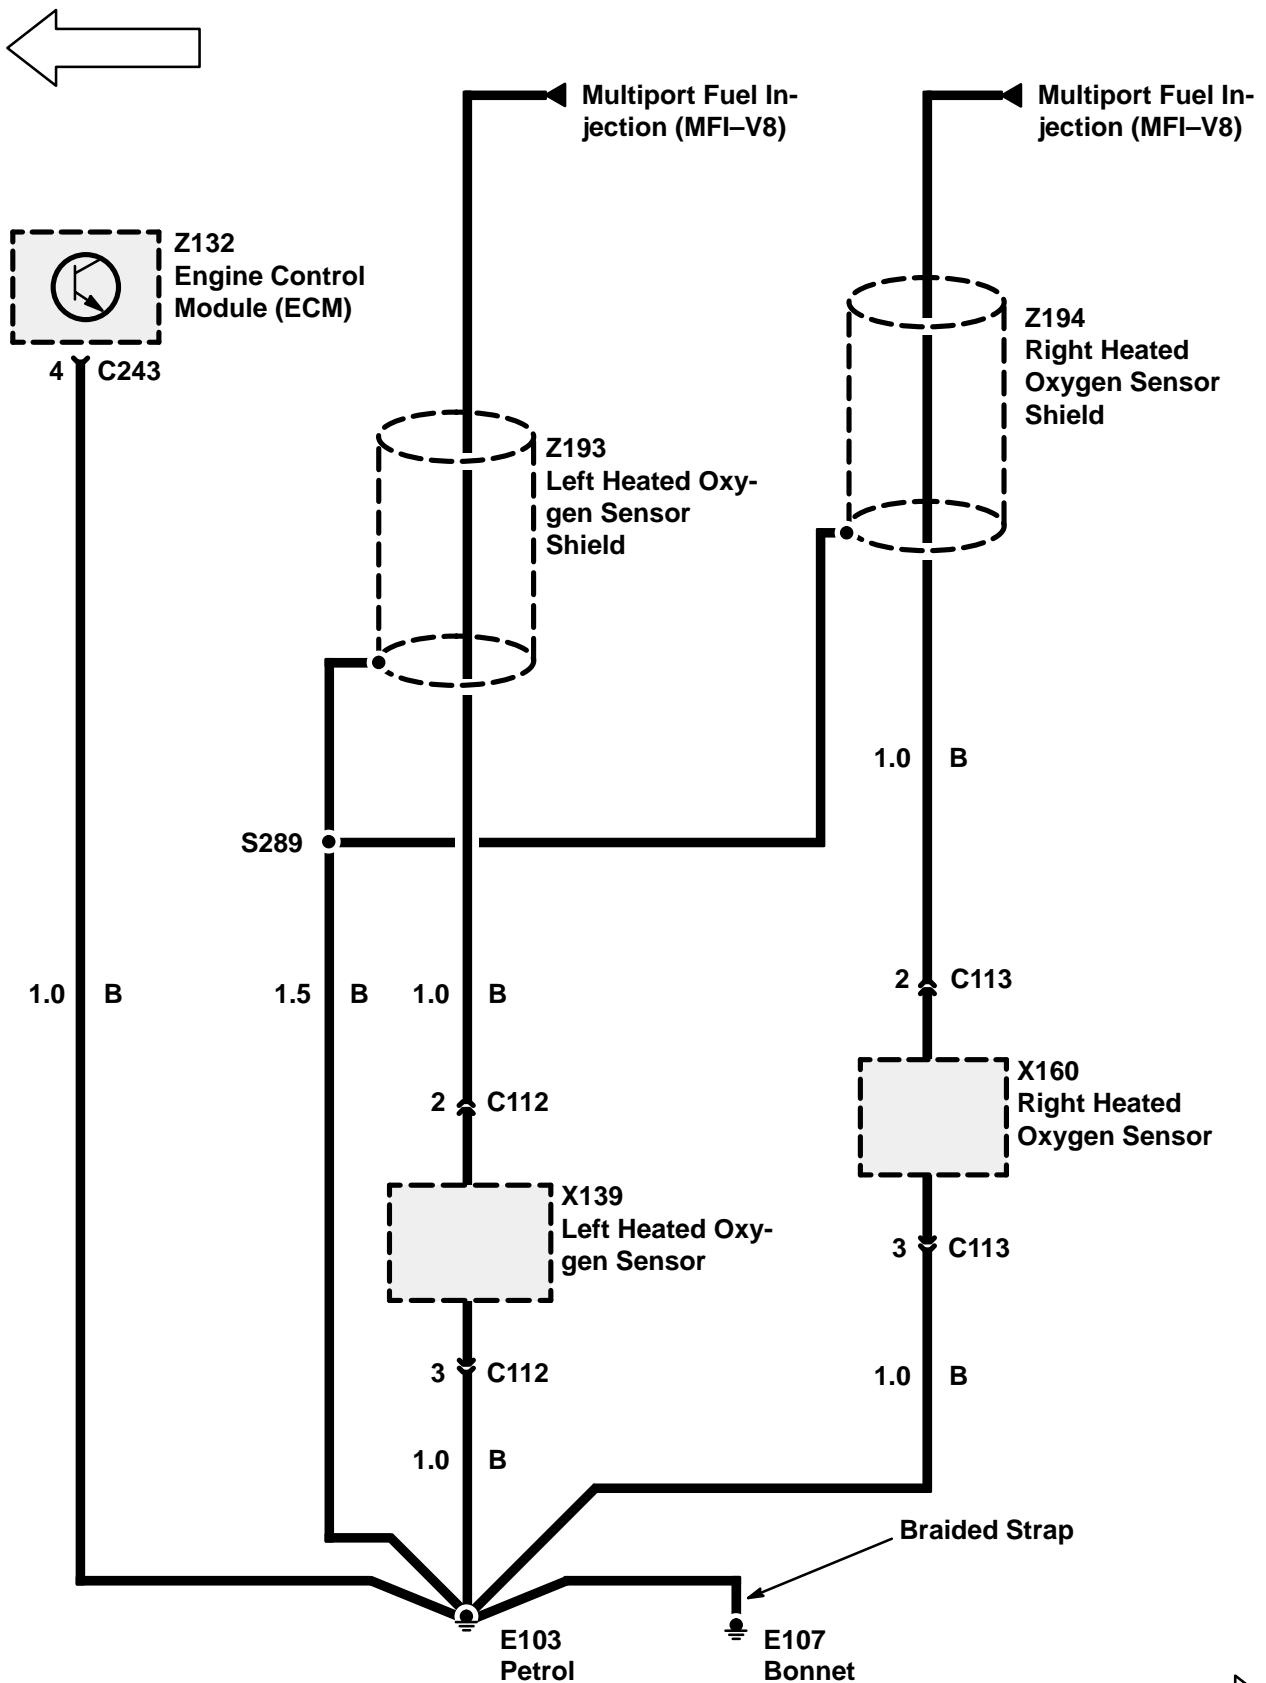 Multiport Fuel In-
jection (MFI–V8)
Multiport Fuel In-
jection (MFI–V8)
Z132
Engine Control
Module (ECM)
4 C243
Z194
Right Heated
Oxygen Sensor
Shield
Z193
Left Heated Oxy-
gen Sensor
Shield
1.0 B
S289
1.0 B
1.5 B
1.0 B
2 C113
X160
Right Heated
Oxygen Sensor
2 C112
X139
Left Heated Oxy-
gen Sensor
3 C113
3 C112
1.0 B
1.0 B
Braided Strap
E103
Petrol
E107
Bonnet